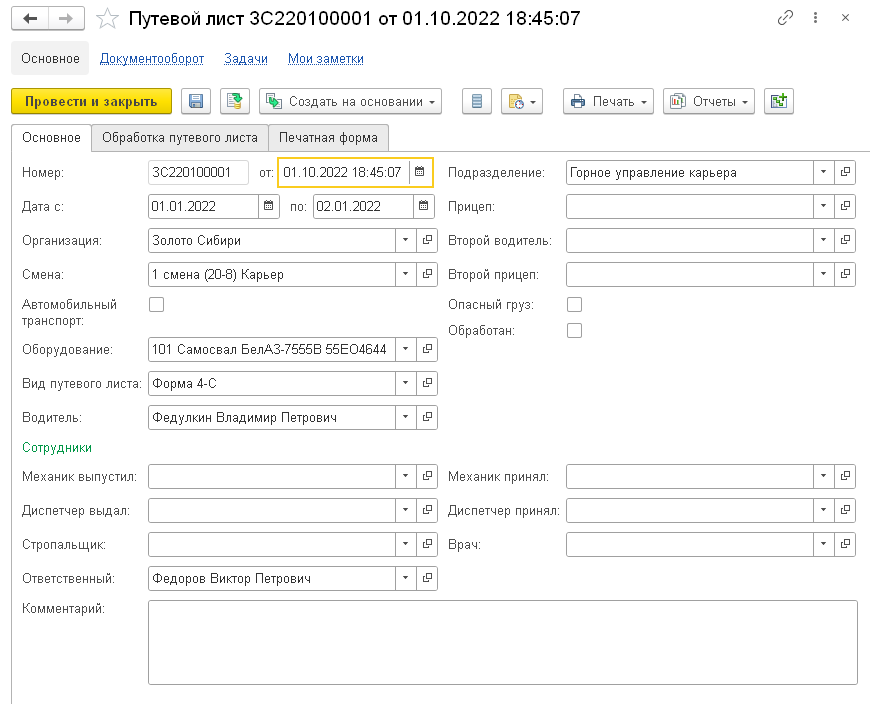 Путевой лист ЗС220100001 от 01.10.2022 18:45:07
Основное Документооборот Задачи Мои заметки
Провести и закрыть Создать на основании Печать Отчеты
Основное Обработка путевого листа Печатная форма
Номер: ЗС220100001 от: 01.10.2022 18:45:07 Подразделение: Горное управление карьера
Дата с: 01.01.2022 по: 02.01.2022 Прицеп:
Организация: Золото Сибири Второй водитель:
Смена: 1 смена (20-8) Карьер Второй прицеп:
Автомобильный транспорт: Опасный груз:
Обработан:
Оборудование: 101 Самосвал БелАЗ-7555В 55ЕО4644
Вид путевого листа: Форма 4-С
Водитель: Федулкин Владимир Петрович
Сотрудники
Механик выпустил: Механик принял:
Диспетчер выдал: Диспетчер принял:
Стропальщик: Врач:
Ответственный: Федоров Виктор Петрович
Комментарий: